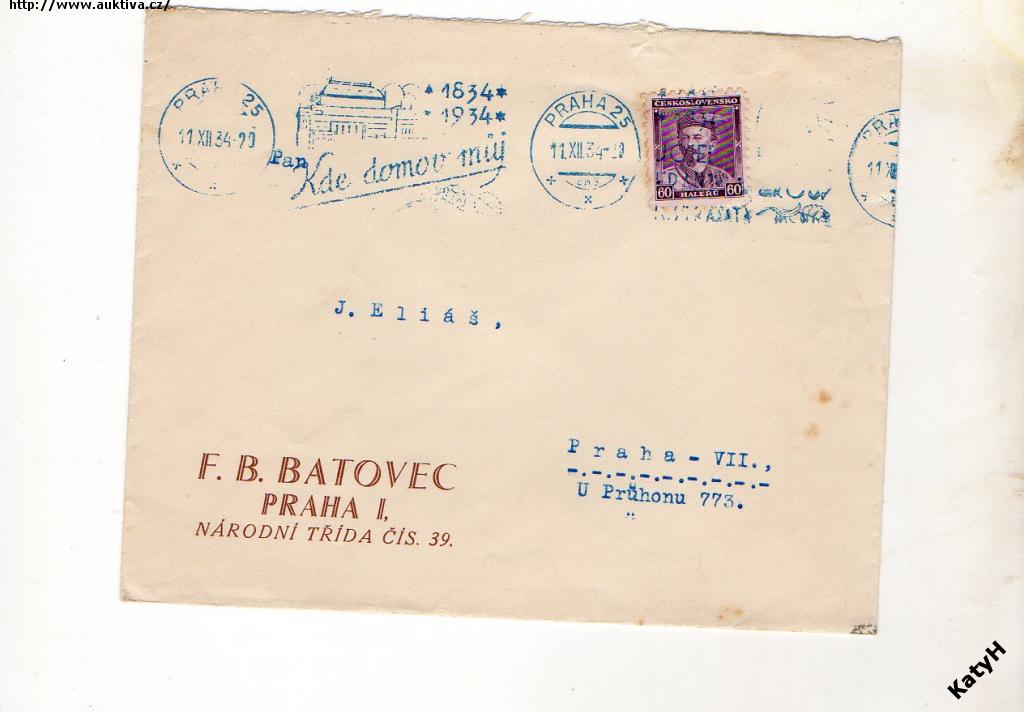 http://www.auktiva.cz/
PRAHA 25
11.XII.34-20
*1834*
*1934*
Kde domov můj
PRAHA 25
11.XII.34-20
ČESKOSLOVENSKO
60 HALÉŘŮ 60
Pan
J. Eliáš,
Praha - VII.,
U Průhonu 773.
F. B. BATOVEC
PRAHA I,
NÁRODNÍ TŘÍDA ČÍS. 39.
KatyH